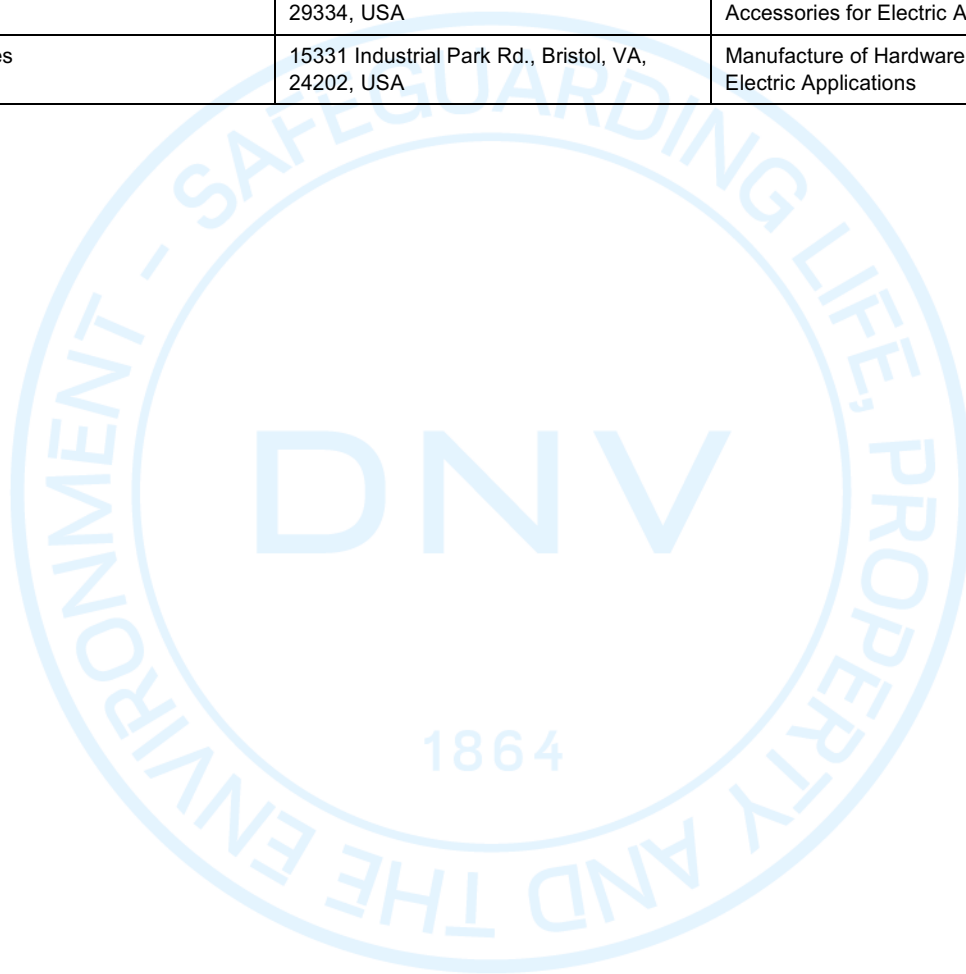 29334, USA
Accessories for Electric A
es
15331 Industrial Park Rd., Bristol, VA,
24202, USA
Manufacture of Hardware
Electric Applications
SAFEGUARDING LIFE, PROPERTY AND THE ENVIRONMENT -
DNV
1864